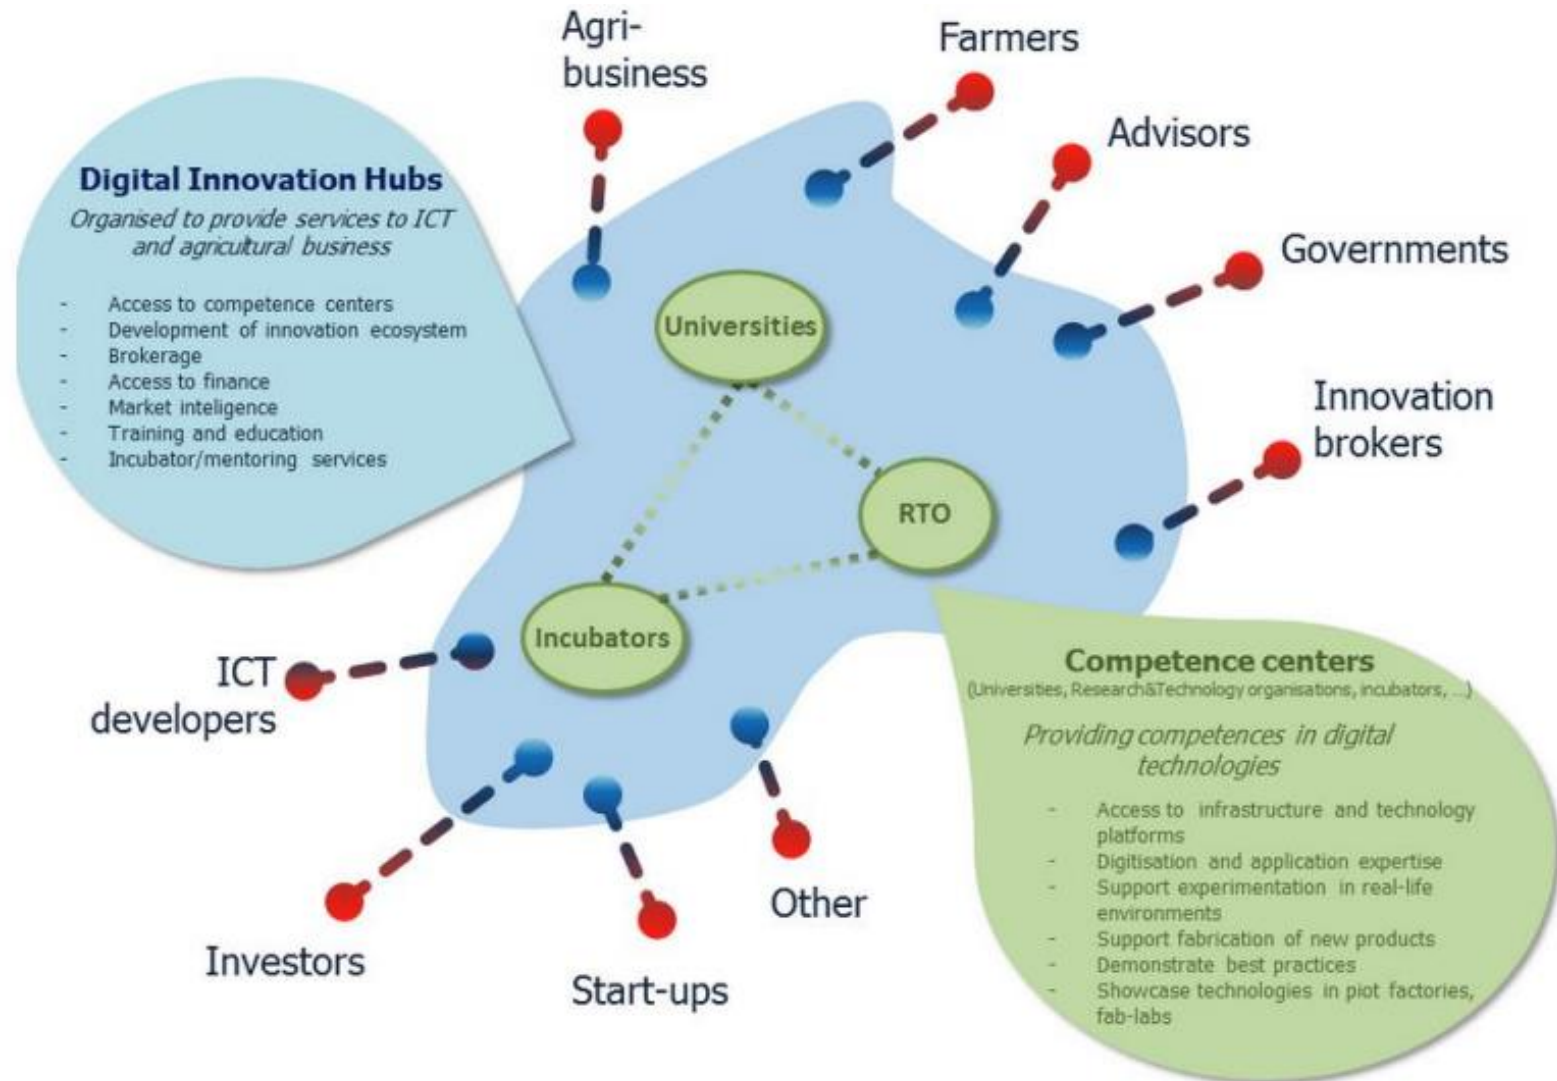 Agri-
business
Farmers
Advisors
Governments
Innovation
brokers
Digital Innovation Hubs
Organised to provide services to ICT
and agricultural business
- Access to competence centers
- Development of innovation ecosystem
- Brokerage
- Access to finance
- Market inteligence
- Training and education
- Incubator/mentoring services
Universities
RTO
Incubators
ICT
developers
Investors
Start-ups
Other
Competence centers
(Universities, Research&Technology organisations, incubators, ...)
Providing competences in digital
technologies
- Access to infrastructure and technology
platforms
- Digitisation and application expertise
- Support experimentation in real-life
environments
- Support fabrication of new products
- Demonstrate best practices
- Showcase technologies in piot factories,
fab-labs